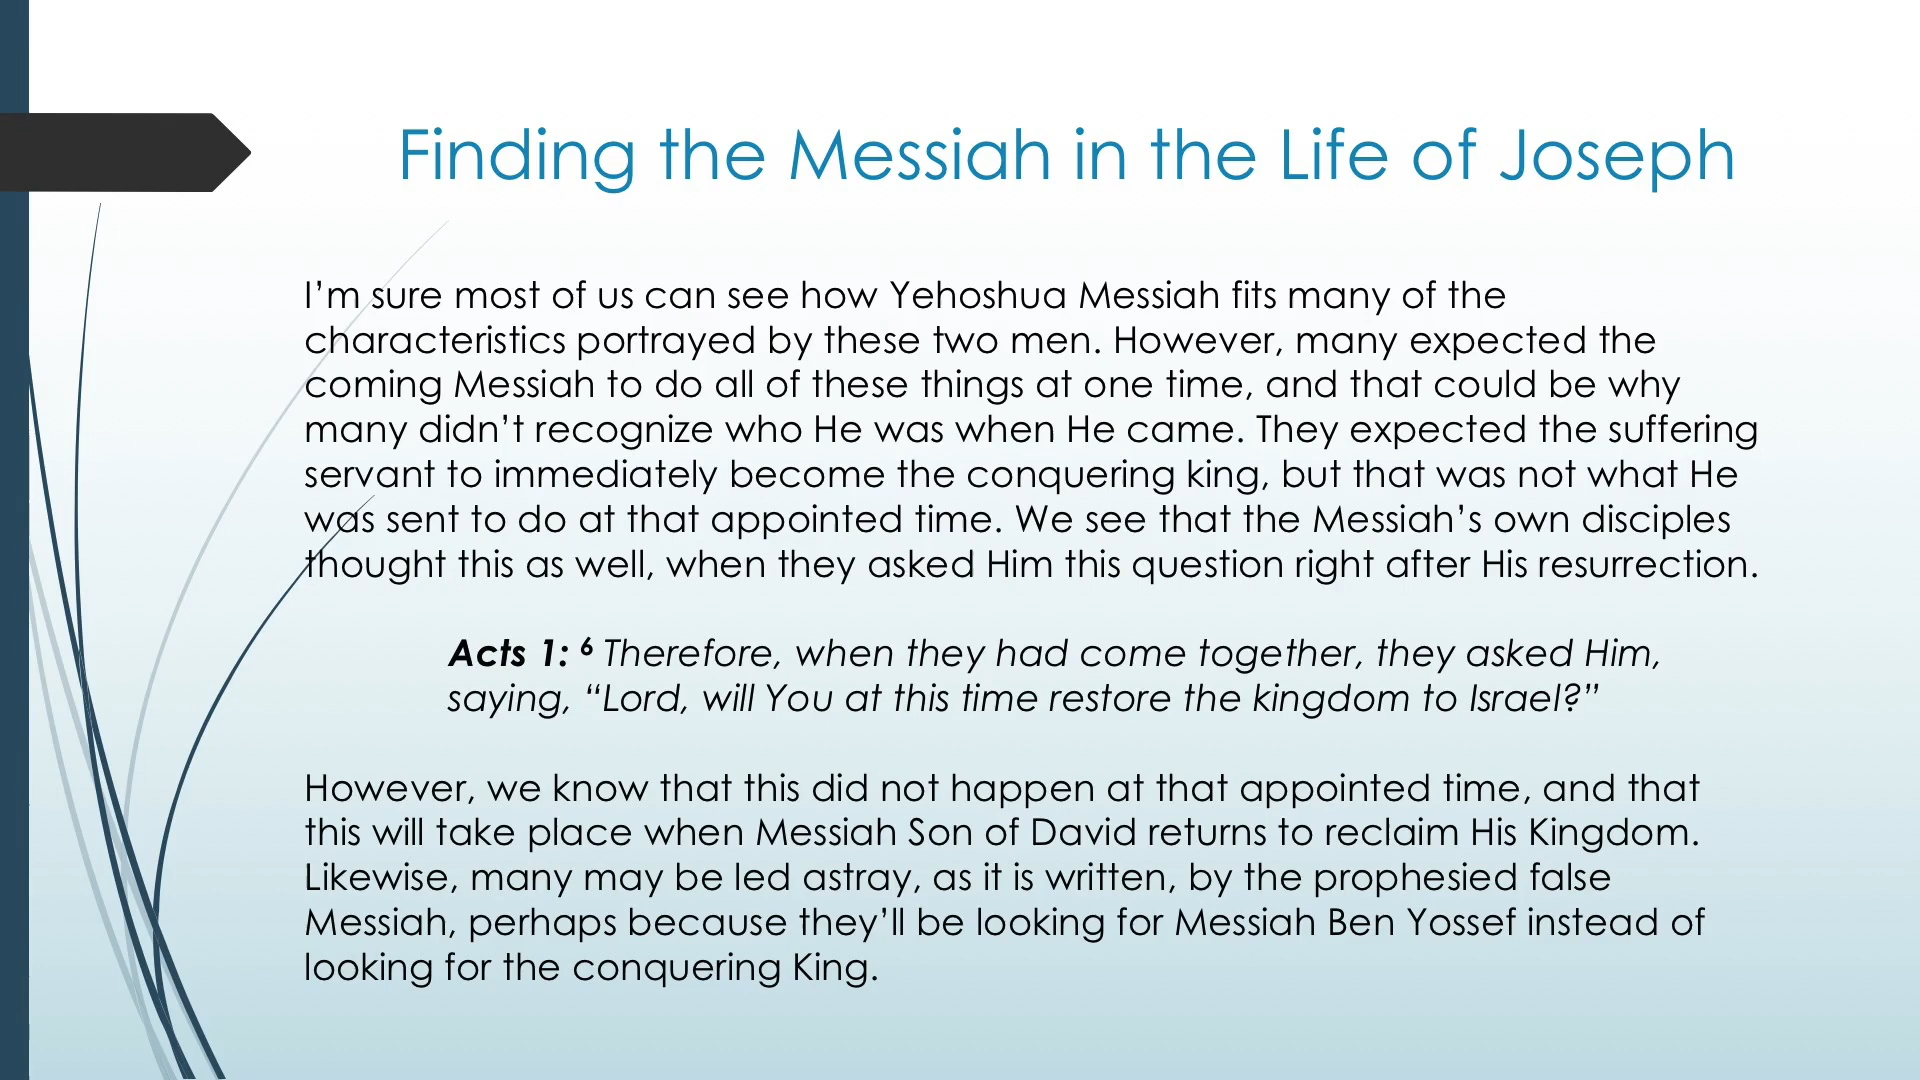 Finding the Messiah in the Life of Joseph
I’m sure most of us can see how Yehoshua Messiah fits many of the
characteristics portrayed by these two men. However, many expected the
coming Messiah to do all of these things at one time, and that could be why
many didn’t recognize who He was when He came. They expected the suffering
servant to immediately become the conquering king, but that was not what He
was sent to do at that appointed time. We see that the Messiah’s own disciples
thought this as well, when they asked Him this question right after His resurrection.
Acts 1: ⁶ Therefore, when they had come together, they asked Him,
saying, “Lord, will You at this time restore the kingdom to Israel?”
However, we know that this did not happen at that appointed time, and that
this will take place when Messiah Son of David returns to reclaim His Kingdom.
Likewise, many may be led astray, as it is written, by the prophesied false
Messiah, perhaps because they’ll be looking for Messiah Ben Yossef instead of
looking for the conquering King.